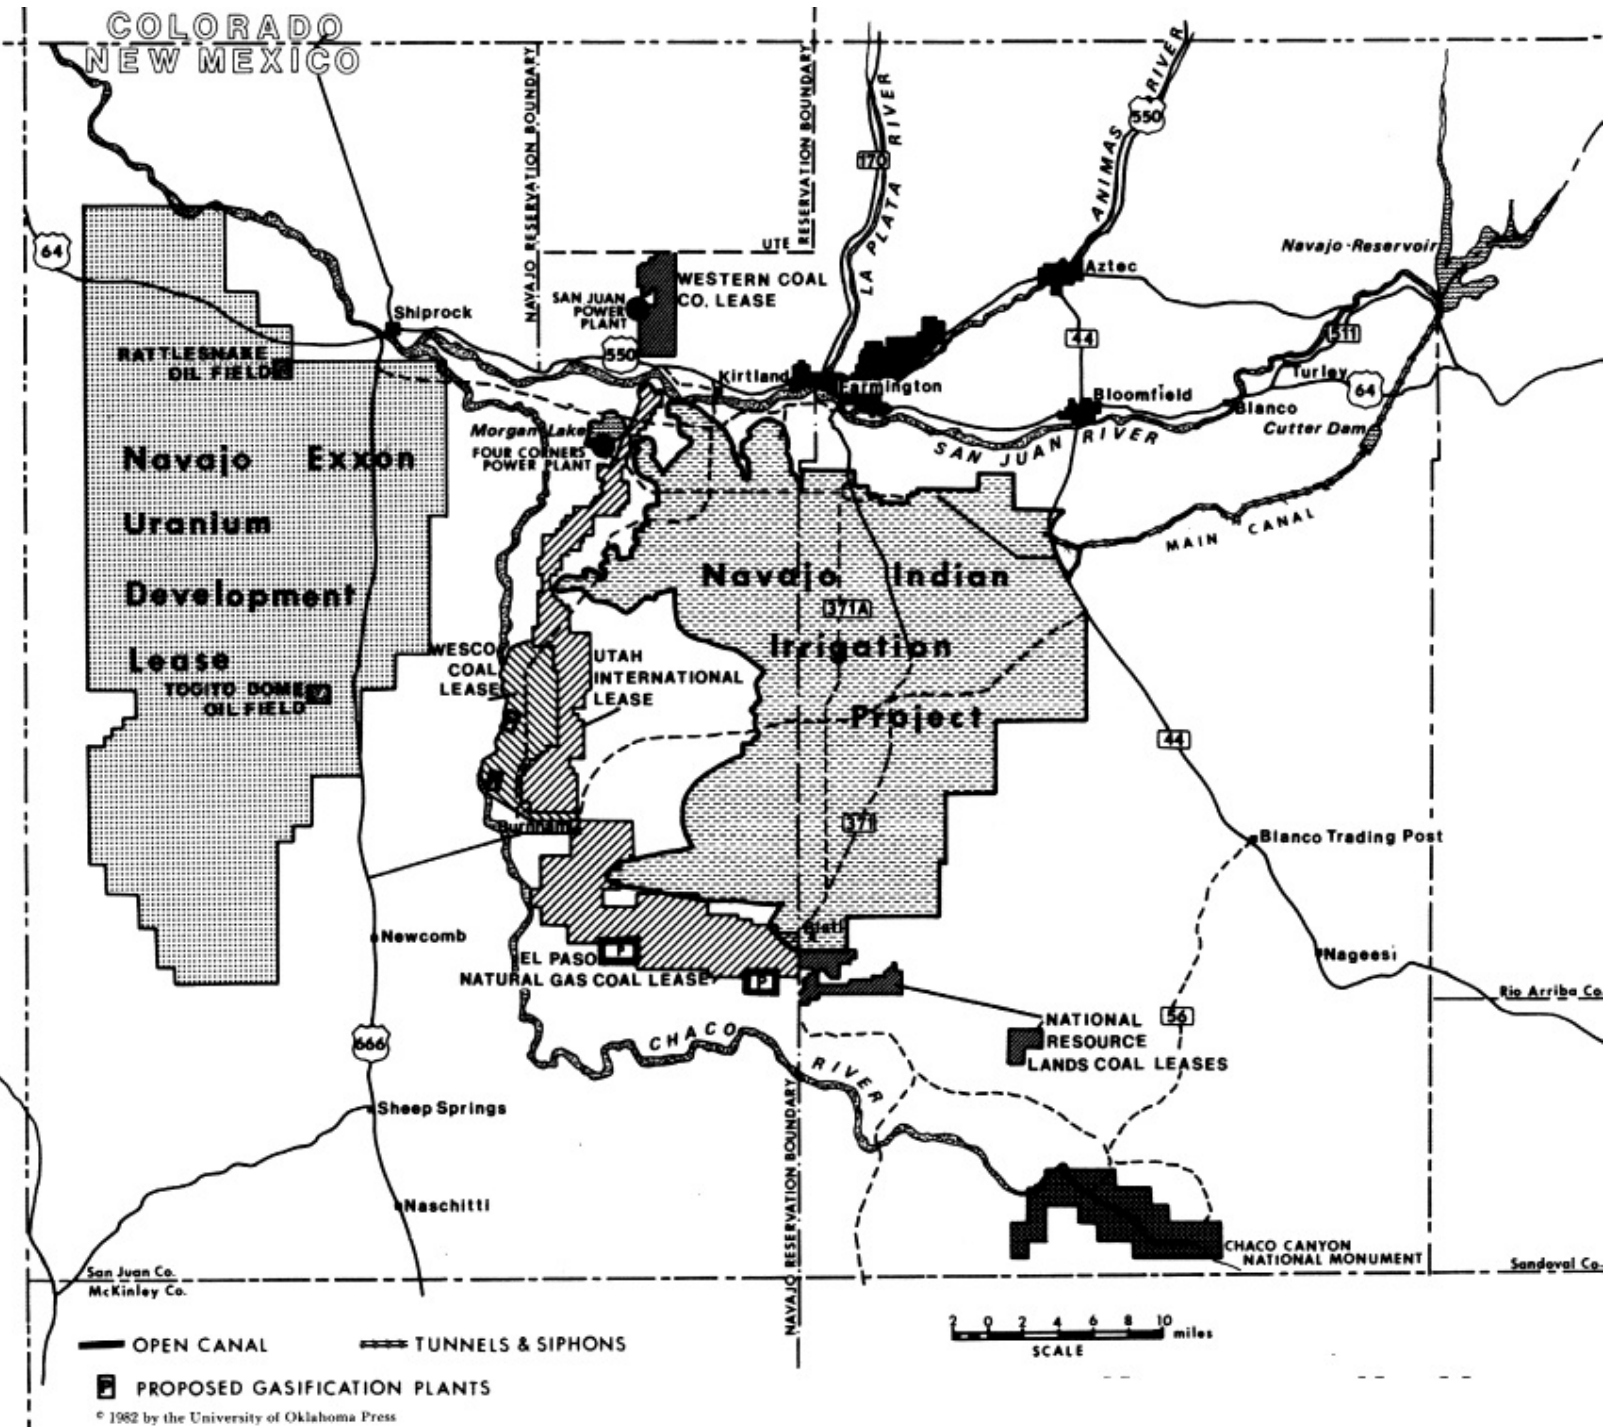 COLORADO
NEW MEXICO
NAVAJO RESERVATION BOUNDARY
RESERVATION BOUNDARY
UTE
170
LA PLATA RIVER
ANIMAS RIVER
550
64
Navajo-Reservoir
Aztec
WESTERN COAL
CO. LEASE
SAN JUAN
POWER
PLANT
Shiprock
550
44
511
RATTLESNAKE
OIL FIELD
Kirtland
Farmington
Turley
64
Bloomfield
Blanco
Cutter Dam
SAN JUAN RIVER
Morgan Lake
FOUR CORNERS
POWER PLANT
Navajo Exxon
Uranium
Development
Lease
MAIN CANAL
Navajo Indian
371A
Irrigation
Project
WESCO
COAL
LEASE
UTAH
INTERNATIONAL
LEASE
TOGITO DOME
OIL FIELD
44
371
Burnham
Blanco Trading Post
Bisti
Newcomb
P
EL PASO
NATURAL GAS COAL LEASE
P
Nageesi
Rio Arriba Co.
NATIONAL
RESOURCE
LANDS COAL LEASES
56
666
CHACO RIVER
Sheep Springs
NAVAJO RESERVATION BOUNDARY
Naschitti
CHACO CANYON
NATIONAL MONUMENT
Sandoval Co.
San Juan Co.
McKinley Co.
2 0 2 4 6 8 10 miles
SCALE
OPEN CANAL
TUNNELS & SIPHONS
P PROPOSED GASIFICATION PLANTS
© 1982 by the University of Oklahoma Press